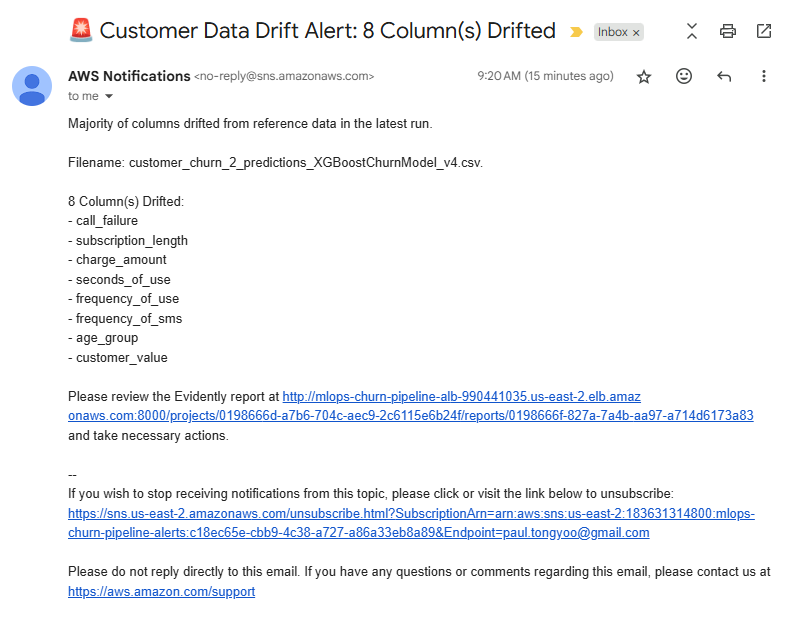 🚨 Customer Data Drift Alert: 8 Column(s) Drifted Inbox ×
AWS Notifications <no-reply@sns.amazonaws.com> 9:20 AM (15 minutes ago)
to me
Majority of columns drifted from reference data in the latest run.
Filename: customer_churn_2_predictions_XGBoostChurnModel_v4.csv.
8 Column(s) Drifted:
- call_failure
- subscription_length
- charge_amount
- seconds_of_use
- frequency_of_use
- frequency_of_sms
- age_group
- customer_value
Please review the Evidently report at http://mlops-churn-pipeline-alb-990441035.us-east-2.elb.amaz
onaws.com:8000/projects/0198666d-a7b6-704c-aec9-2c6115e6b24f/reports/0198666f-827a-7a4b-aa97-a714d6173a83
and take necessary actions.
--
If you wish to stop receiving notifications from this topic, please click or visit the link below to unsubscribe:
https://sns.us-east-2.amazonaws.com/unsubscribe.html?SubscriptionArn=arn:aws:sns:us-east-2:183631314800:mlops-
churn-pipeline-alerts:c18ec65e-cbb9-4c38-a727-a86a33eb8a89&Endpoint=paul.tongyoo@gmail.com
Please do not reply directly to this email. If you have any questions or comments regarding this email, please contact us at
https://aws.amazon.com/support